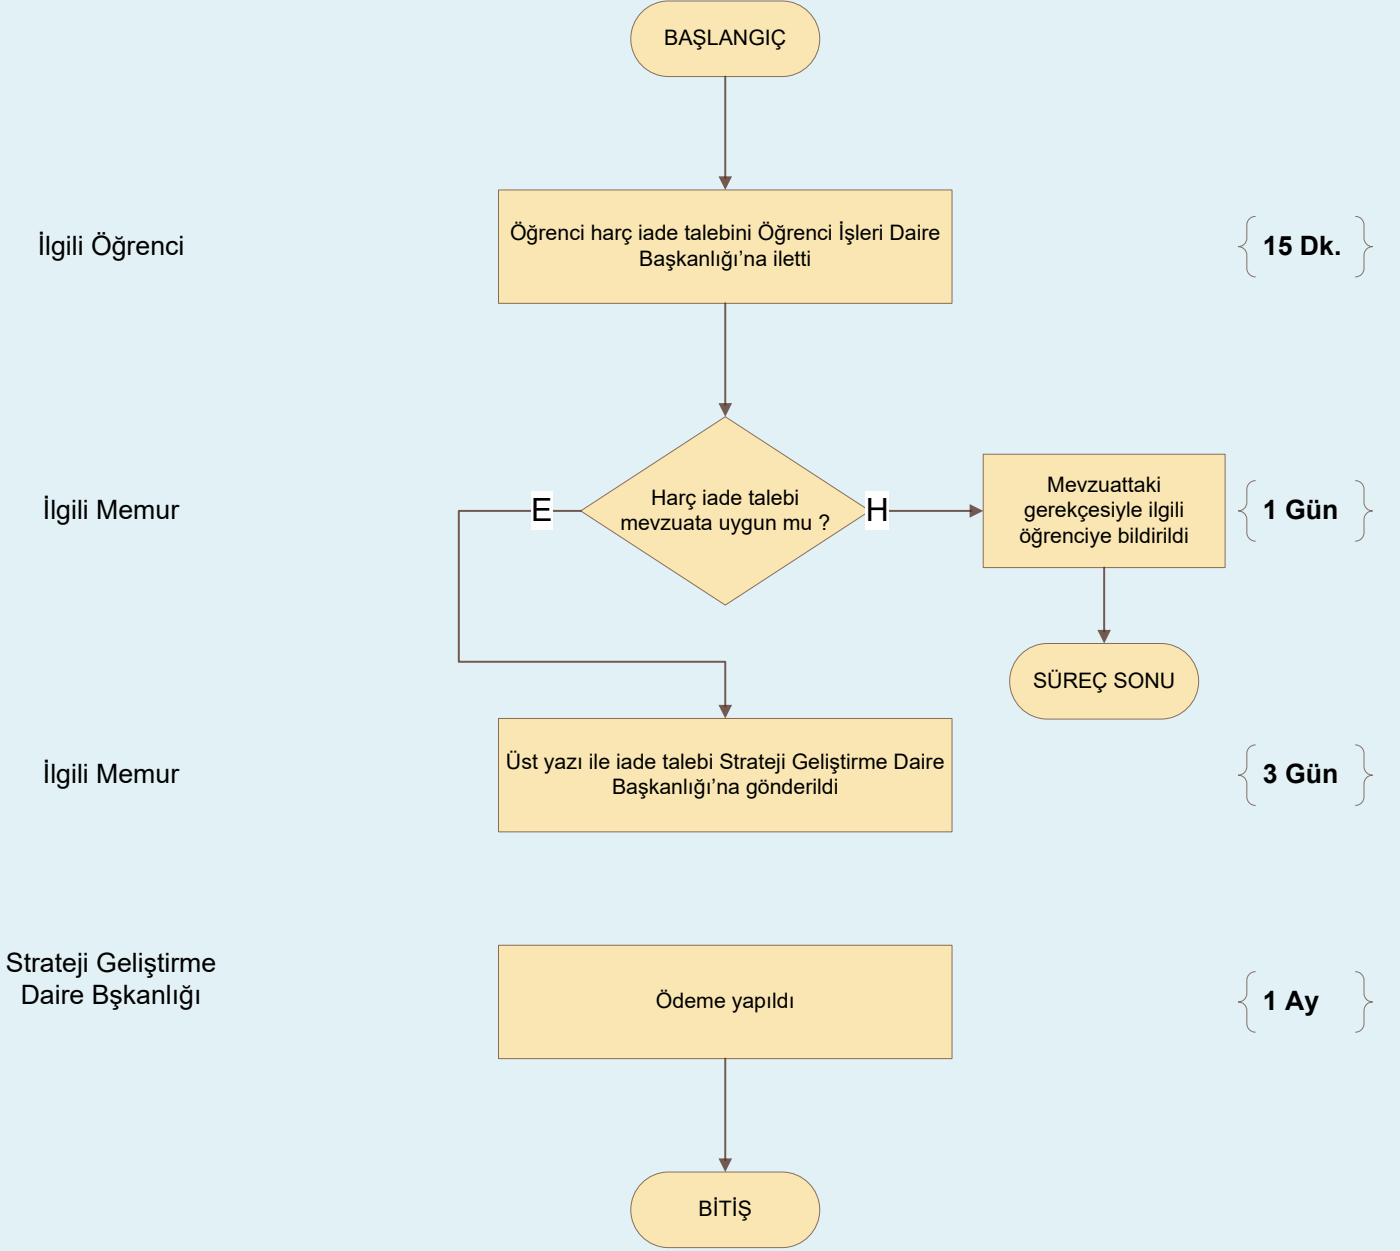 BAŞLANGIÇ
İlgili Öğrenci
Öğrenci harç iade talebini Öğrenci İşleri Daire
Başkanlığı’na iletti
15 Dk.
İlgili Memur
E
Harç iade talebi
mevzuata uygun mu ?
H
Mevzuattaki
gerekçesiyle ilgili
öğrenciye bildirildi
1 Gün
SÜREÇ SONU
İlgili Memur
Üst yazı ile iade talebi Strateji Geliştirme Daire
Başkanlığı’na gönderildi
3 Gün
Strateji Geliştirme
Daire Bşkanlığı
Ödeme yapıldı
1 Ay
BİTİŞ